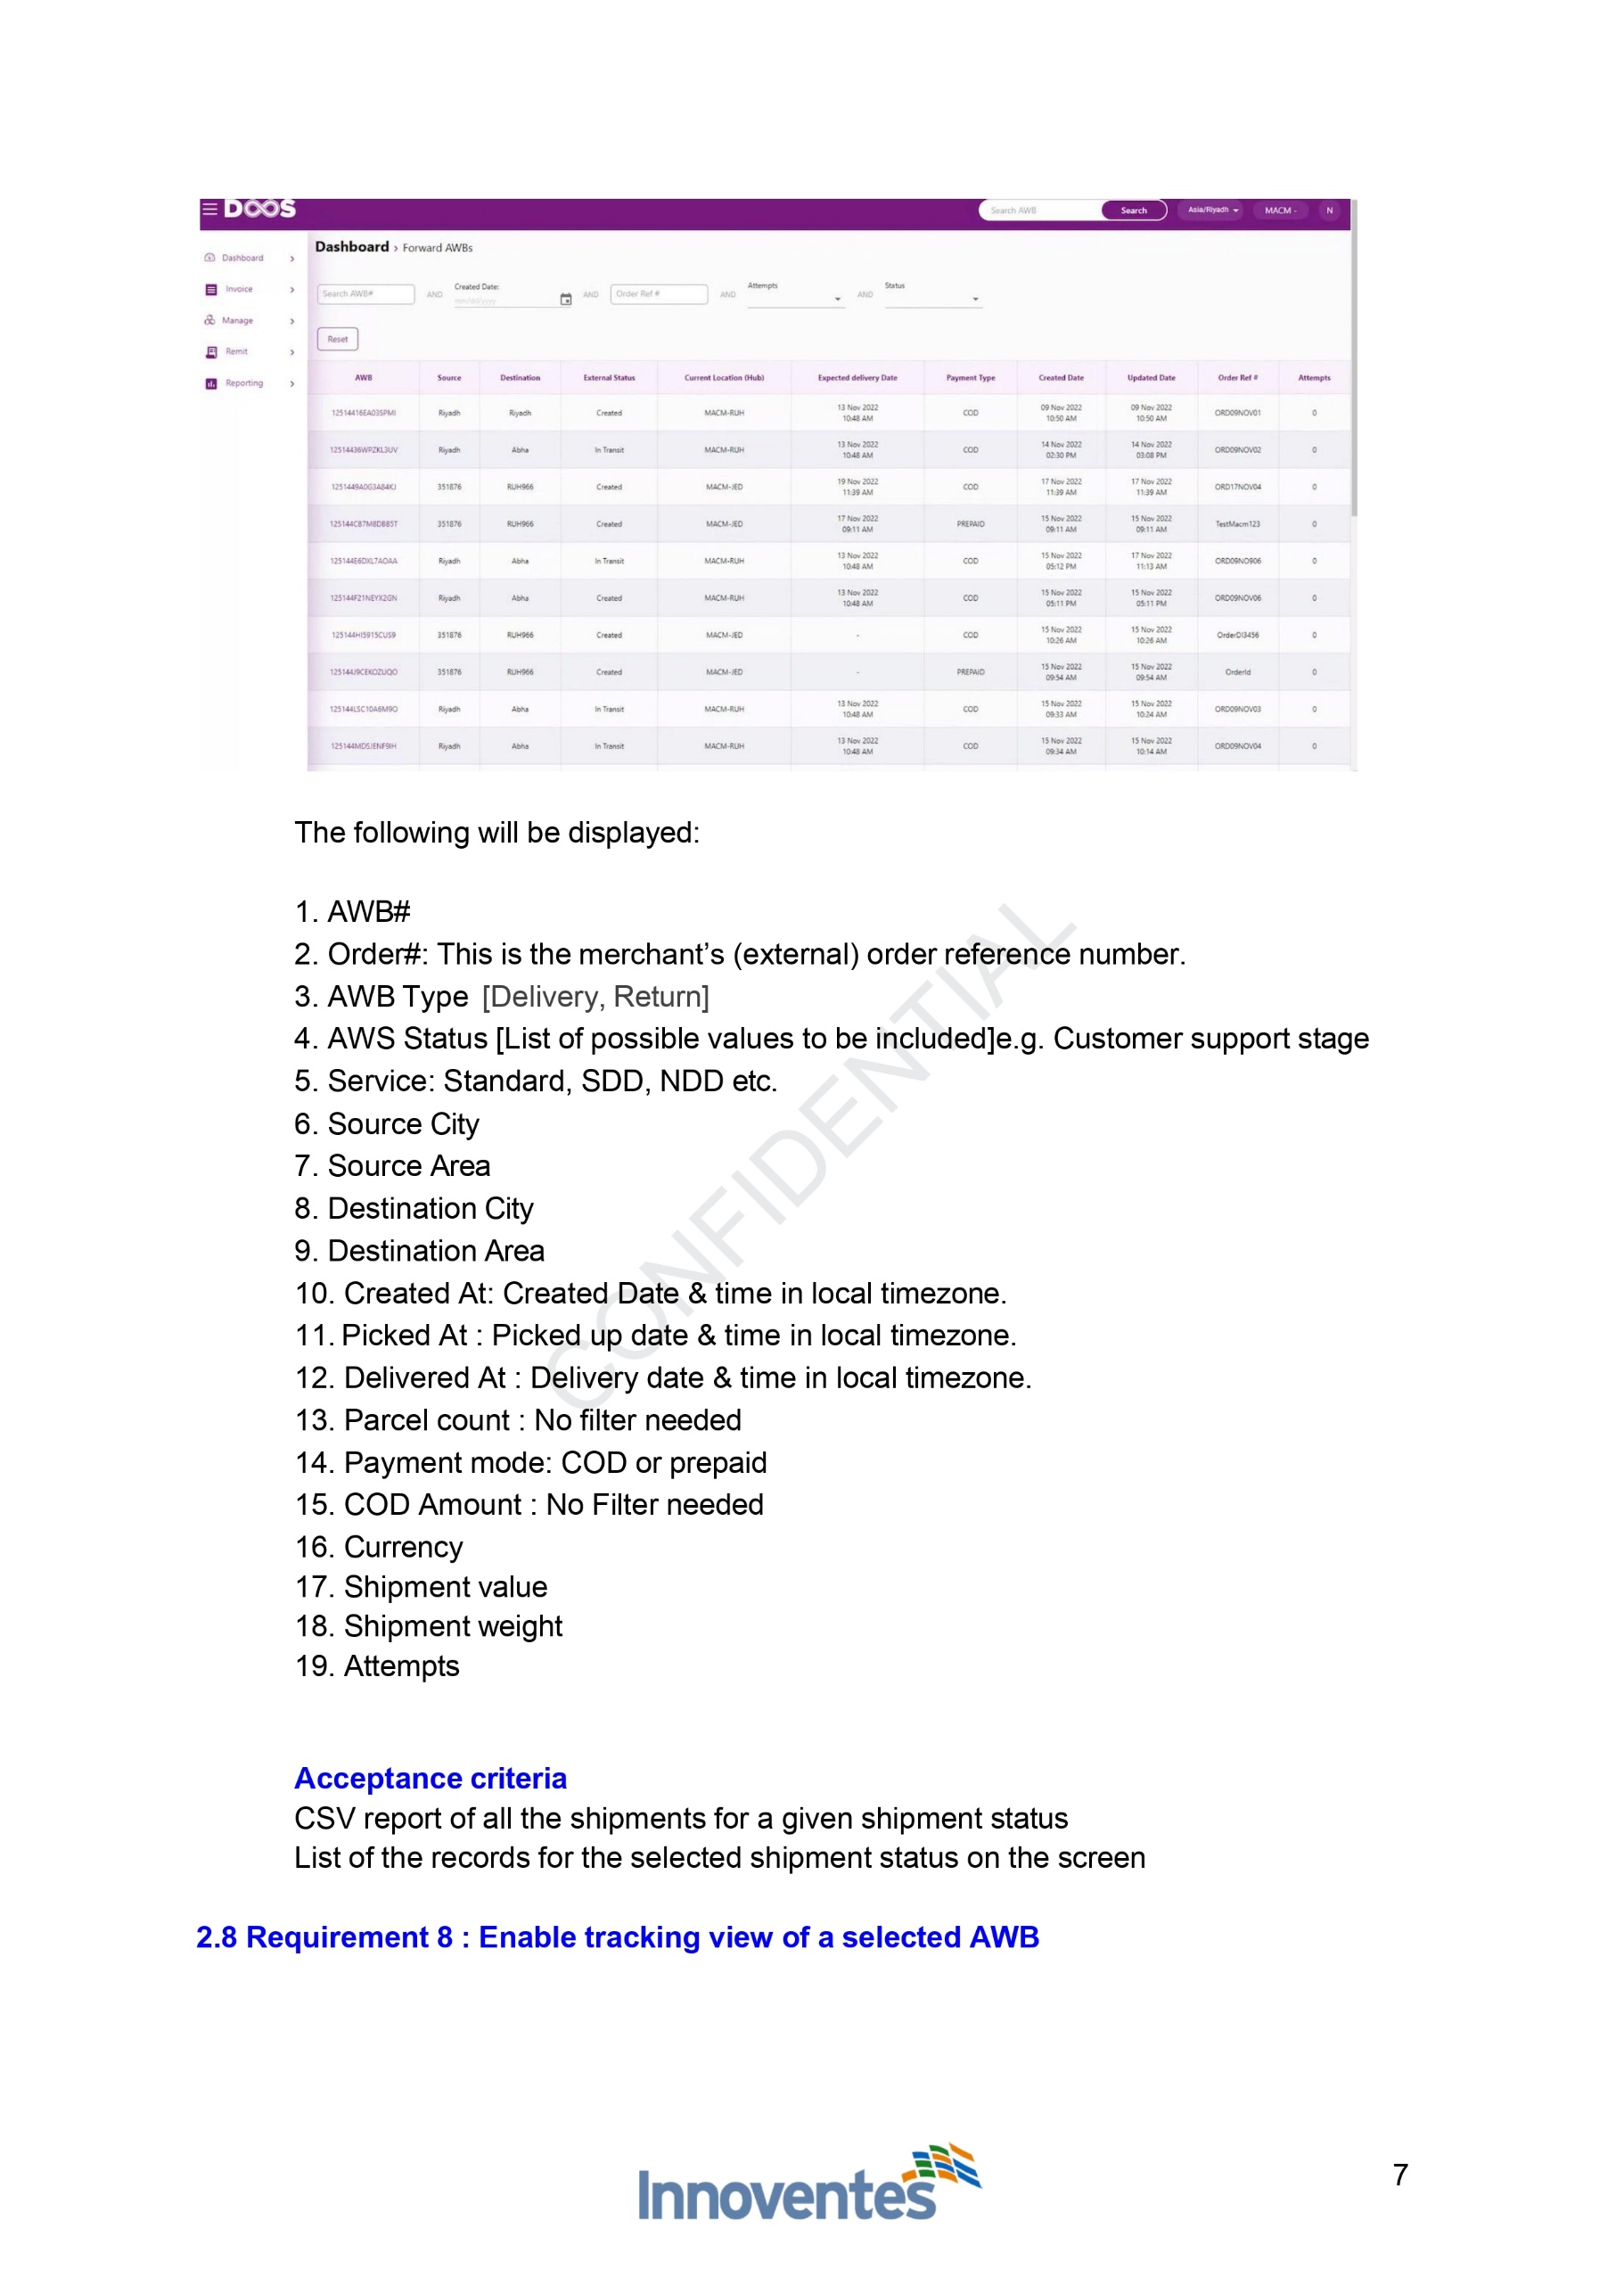 DOOS
Search AWB Search Asia/Riyadh MACM - N
Dashboard
Invoice
Manage
Remit
Reporting
Dashboard > Forward AWBs
Search AWB# AND Created Date: mm/dd/yyyy AND Order Ref # AND Attempts AND Status
Reset
AWB Source Destination External Status Current Location (Hub) Expected delivery Date Payment Type Created Date Updated Date Order Ref # Attempts
Riyadh Riyadh Created MACM-RUH 13 Nov 2022 10:48 AM COD 09 Nov 2022 10:50 AM 09 Nov 2022 10:50 AM ORD09NOV01 0
Riyadh Abha In Transit MACM-RUH 13 Nov 2022 10:48 AM COD 14 Nov 2022 02:30 PM 14 Nov 2022 03:08 PM ORD09NOV02 0
351876 RUH966 Created MACM-JED 19 Nov 2022 11:39 AM COD 17 Nov 2022 11:39 AM 17 Nov 2022 11:39 AM ORD17NOV04 0
351876 RUH966 Created MACM-JED 17 Nov 2022 09:11 AM PREPAID 15 Nov 2022 09:11 AM 15 Nov 2022 09:11 AM TestMacm123 0
Riyadh Abha In Transit MACM-RUH 13 Nov 2022 10:48 AM COD 15 Nov 2022 05:12 PM 17 Nov 2022 11:13 AM ORD09NO906 0
Riyadh Abha Created MACM-RUH 13 Nov 2022 10:48 AM COD 15 Nov 2022 05:11 PM 15 Nov 2022 05:11 PM ORD09NOV06 0
351876 RUH966 Created MACM-JED - COD 15 Nov 2022 10:26 AM 15 Nov 2022 10:26 AM 0
351876 RUH966 Created MACM-JED - PREPAID 15 Nov 2022 09:54 AM 15 Nov 2022 09:54 AM OrderId 0
Riyadh Abha In Transit MACM-RUH 13 Nov 2022 10:48 AM COD 15 Nov 2022 09:33 AM 15 Nov 2022 10:24 AM ORD09NOV03 0
Riyadh Abha In Transit MACM-RUH 13 Nov 2022 10:48 AM COD 15 Nov 2022 09:34 AM 15 Nov 2022 10:14 AM ORD09NOV04 0
The following will be displayed:
1. AWB#
2. Order#: This is the merchant’s (external) order reference number.
3. AWB Type [Delivery, Return]
4. AWS Status [List of possible values to be included]e.g. Customer support stage
5. Service: Standard, SDD, NDD etc.
6. Source City
7. Source Area
8. Destination City
9. Destination Area
10. Created At: Created Date & time in local timezone.
11. Picked At : Picked up date & time in local timezone.
12. Delivered At : Delivery date & time in local timezone.
13. Parcel count : No filter needed
14. Payment mode: COD or prepaid
15. COD Amount : No Filter needed
16. Currency
17. Shipment value
18. Shipment weight
19. Attempts
CONFIDENTIAL
Acceptance criteria
CSV report of all the shipments for a given shipment status
List of the records for the selected shipment status on the screen
2.8 Requirement 8 : Enable tracking view of a selected AWB
Innoventes
7